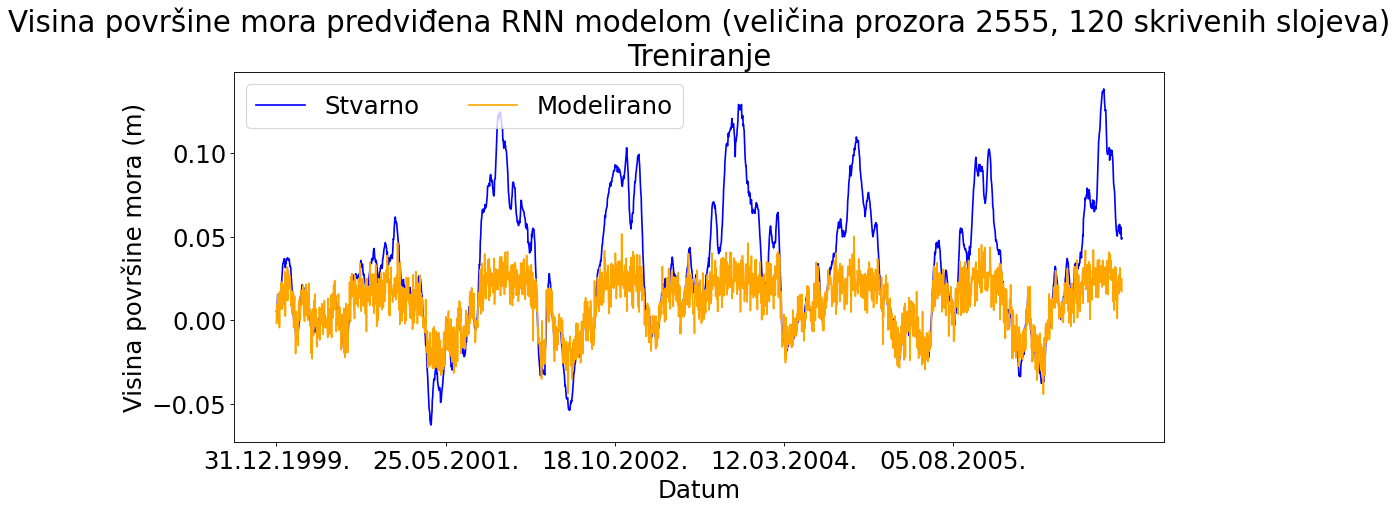 Visina površine mora predviđena RNN modelom (veličina prozora 2555, 120 skrivenih slojeva)
Treniranje
Stvarno Modelirano
Visina površine mora (m)
0.10
0.05
0.00
−0.05
31.12.1999. 25.05.2001. 18.10.2002. 12.03.2004. 05.08.2005.
Datum